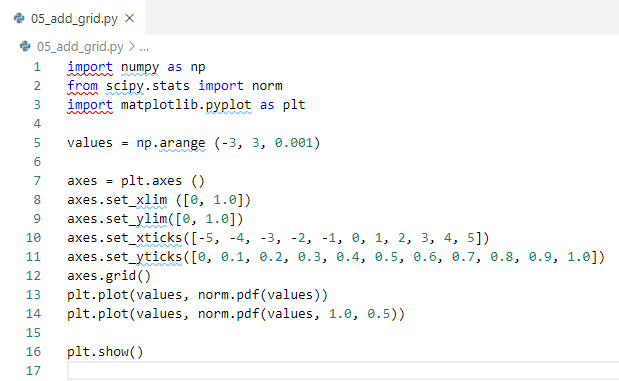 05_add_grid.py ×
05_add_grid.py > ...
1 import numpy as np
2 from scipy.stats import norm
3 import matplotlib.pyplot as plt
4
5 values = np.arange (-3, 3, 0.001)
6
7 axes = plt.axes ()
8 axes.set_xlim ([0, 1.0])
9 axes.set_ylim([0, 1.0])
10 axes.set_xticks([-5, -4, -3, -2, -1, 0, 1, 2, 3, 4, 5])
11 axes.set_yticks([0, 0.1, 0.2, 0.3, 0.4, 0.5, 0.6, 0.7, 0.8, 0.9, 1.0])
12 axes.grid()
13 plt.plot(values, norm.pdf(values))
14 plt.plot(values, norm.pdf(values, 1.0, 0.5))
15
16 plt.show()
17